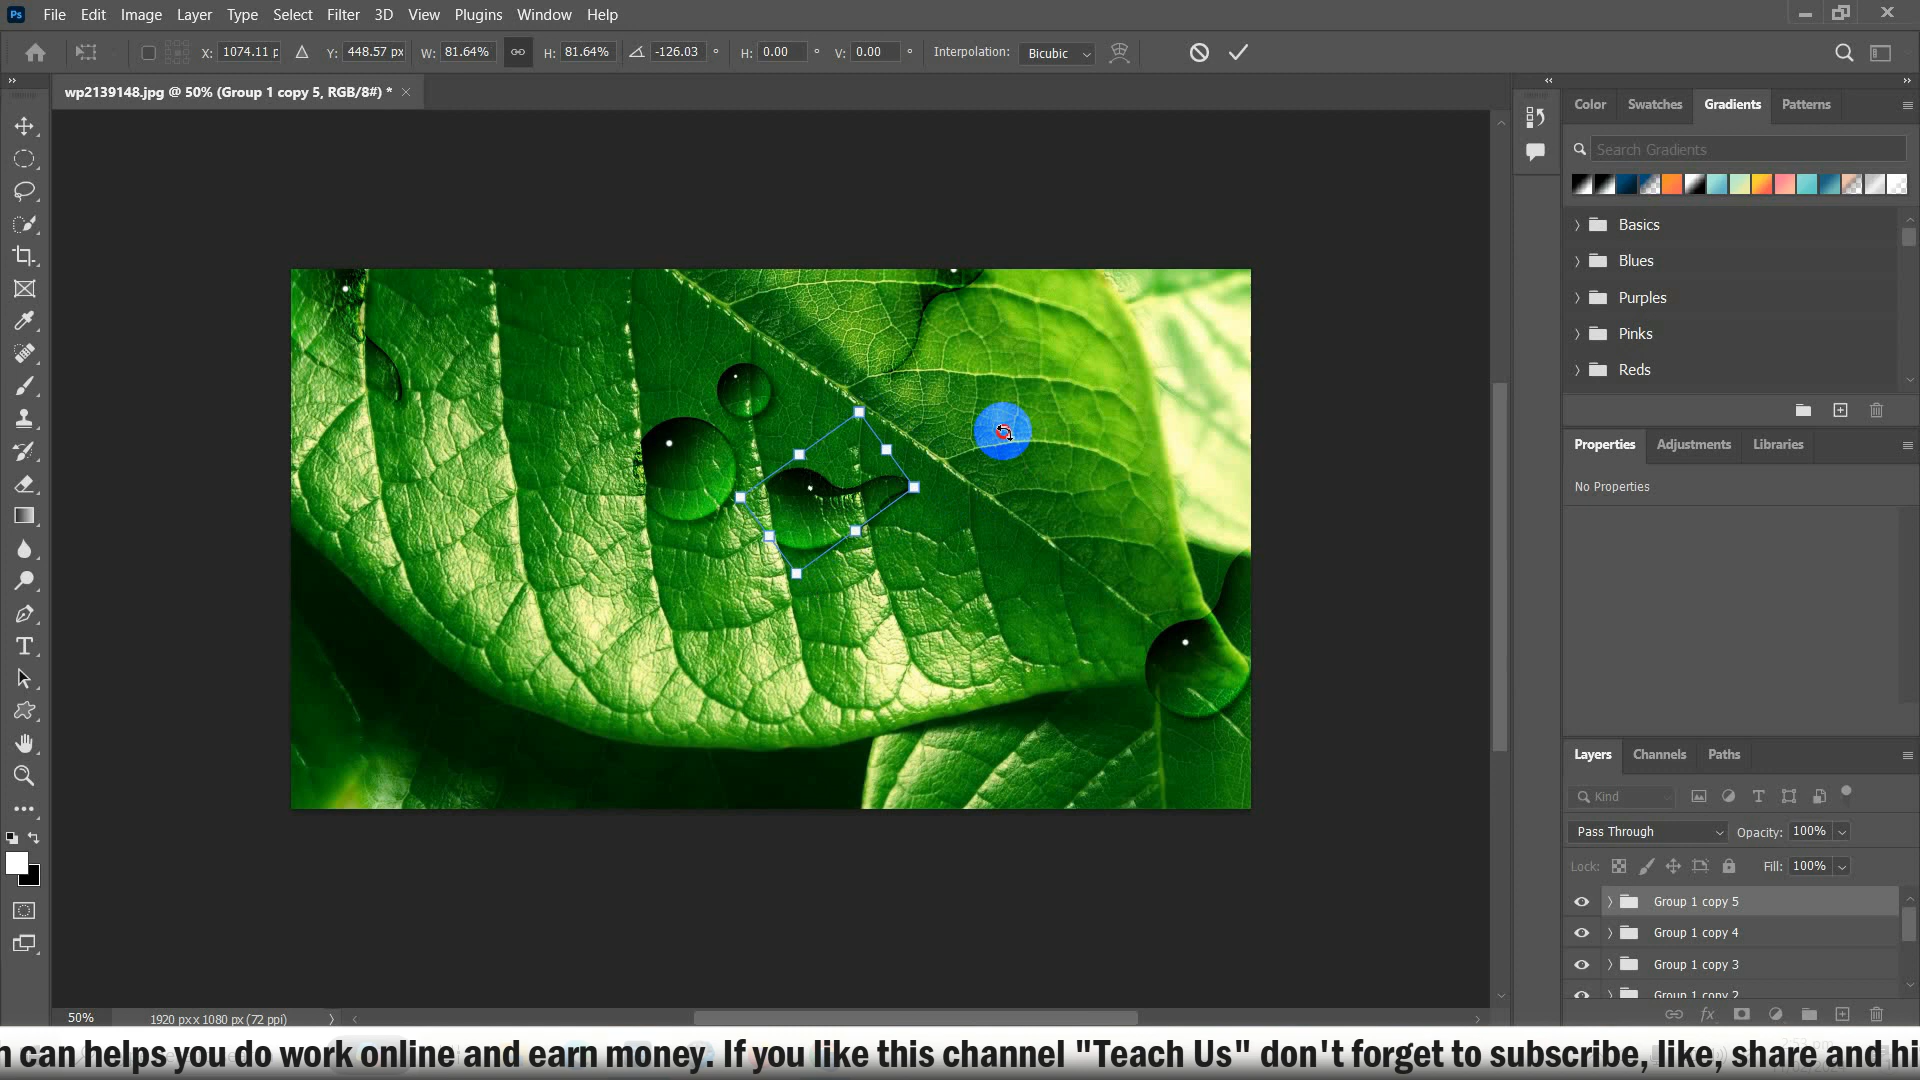 Ps File Edit Image Layer Type Select Filter 3D View Plugins Window Help
X: 1074.11 p Y: 448.57 px W: 81.64% H: 81.64% -126.03 ° H: 0.00 ° V: 0.00 ° Interpolation: Bicubic
wp2139148.jpg @ 50% (Group 1 copy 5, RGB/8#) *
Color Swatches Gradients Patterns
Search Gradients
Basics
Blues
Purples
Pinks
Reds
Properties Adjustments Libraries
No Properties
Layers Channels Paths
Kind
Pass Through Opacity: 100%
Lock: Fill: 100%
Group 1 copy 5
Group 1 copy 4
Group 1 copy 3
Group 1 copy 2
50% 1920 px x 1080 px (72 ppi)
h can helps you do work online and earn money. If you like this channel "Teach Us" don't forget to subscribe, like, share and hi